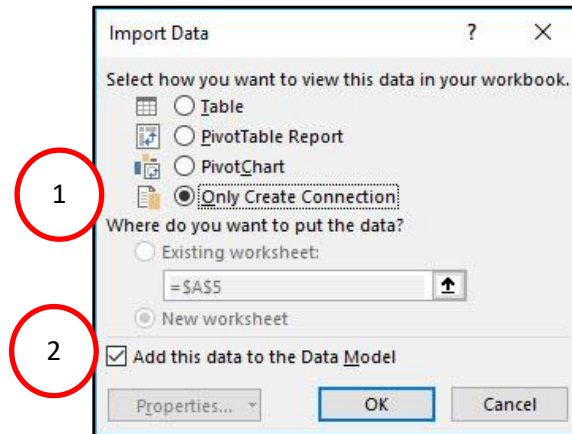 Import Data ? ×
Select how you want to view this data in your workbook.
Table
PivotTable Report
PivotChart
1
Only Create Connection
Where do you want to put the data?
Existing worksheet:
=$A$5
New worksheet
2
Add this data to the Data Model
Properties...
OK
Cancel